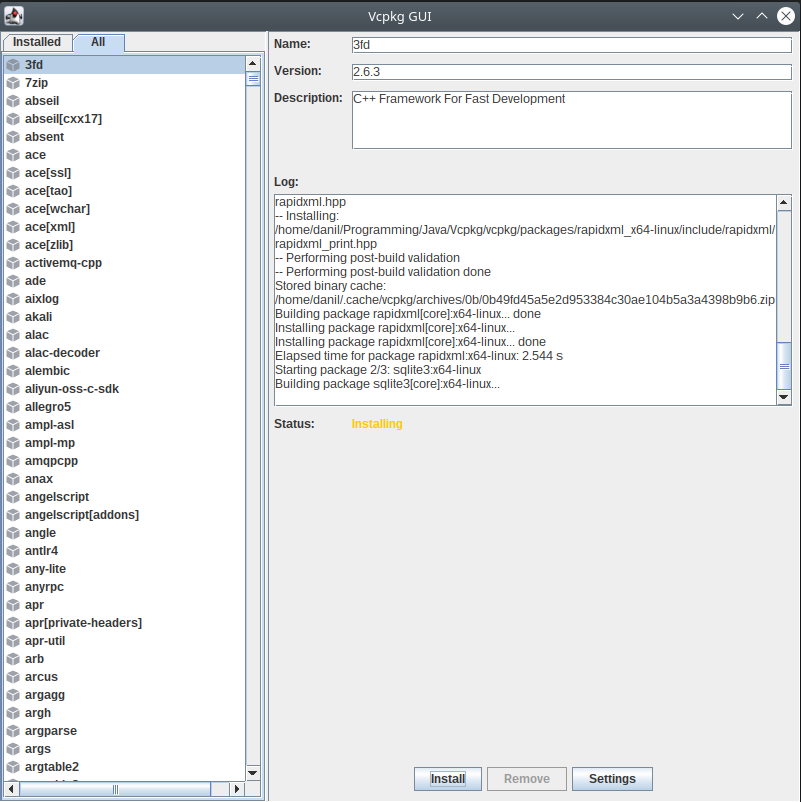 Vcpkg GUI
Installed
All
3fd
7zip
abseil
abseil[cxx17]
absent
ace
ace[ssl]
ace[tao]
ace[wchar]
ace[xml]
ace[zlib]
activemq-cpp
ade
aixlog
akali
alac
alac-decoder
alembic
aliyun-oss-c-sdk
allegro5
ampl-asl
ampl-mp
amqpcpp
anax
angelscript
angelscript[addons]
angle
antlr4
any-lite
anyrpc
apr
apr[private-headers]
apr-util
arb
arcus
argagg
argh
argparse
args
argtable2
Name:
3fd
Version:
2.6.3
Description:
C++ Framework For Fast Development
Log:
rapidxml.hpp
-- Installing:
/home/danil/Programming/Java/Vcpkg/vcpkg/packages/rapidxml_x64-linux/include/rapidxml/
rapidxml_print.hpp
-- Performing post-build validation
-- Performing post-build validation done
Stored binary cache:
/home/danil/.cache/vcpkg/archives/0b/0b49fd45a5e2d953384c30ae104b5a3a4398b9b6.zip
Building package rapidxml[core]:x64-linux... done
Installing package rapidxml[core]:x64-linux...
Installing package rapidxml[core]:x64-linux... done
Elapsed time for package rapidxml:x64-linux: 2.544 s
Starting package 2/3: sqlite3:x64-linux
Building package sqlite3[core]:x64-linux...
Status:
Installing
Install
Remove
Settings